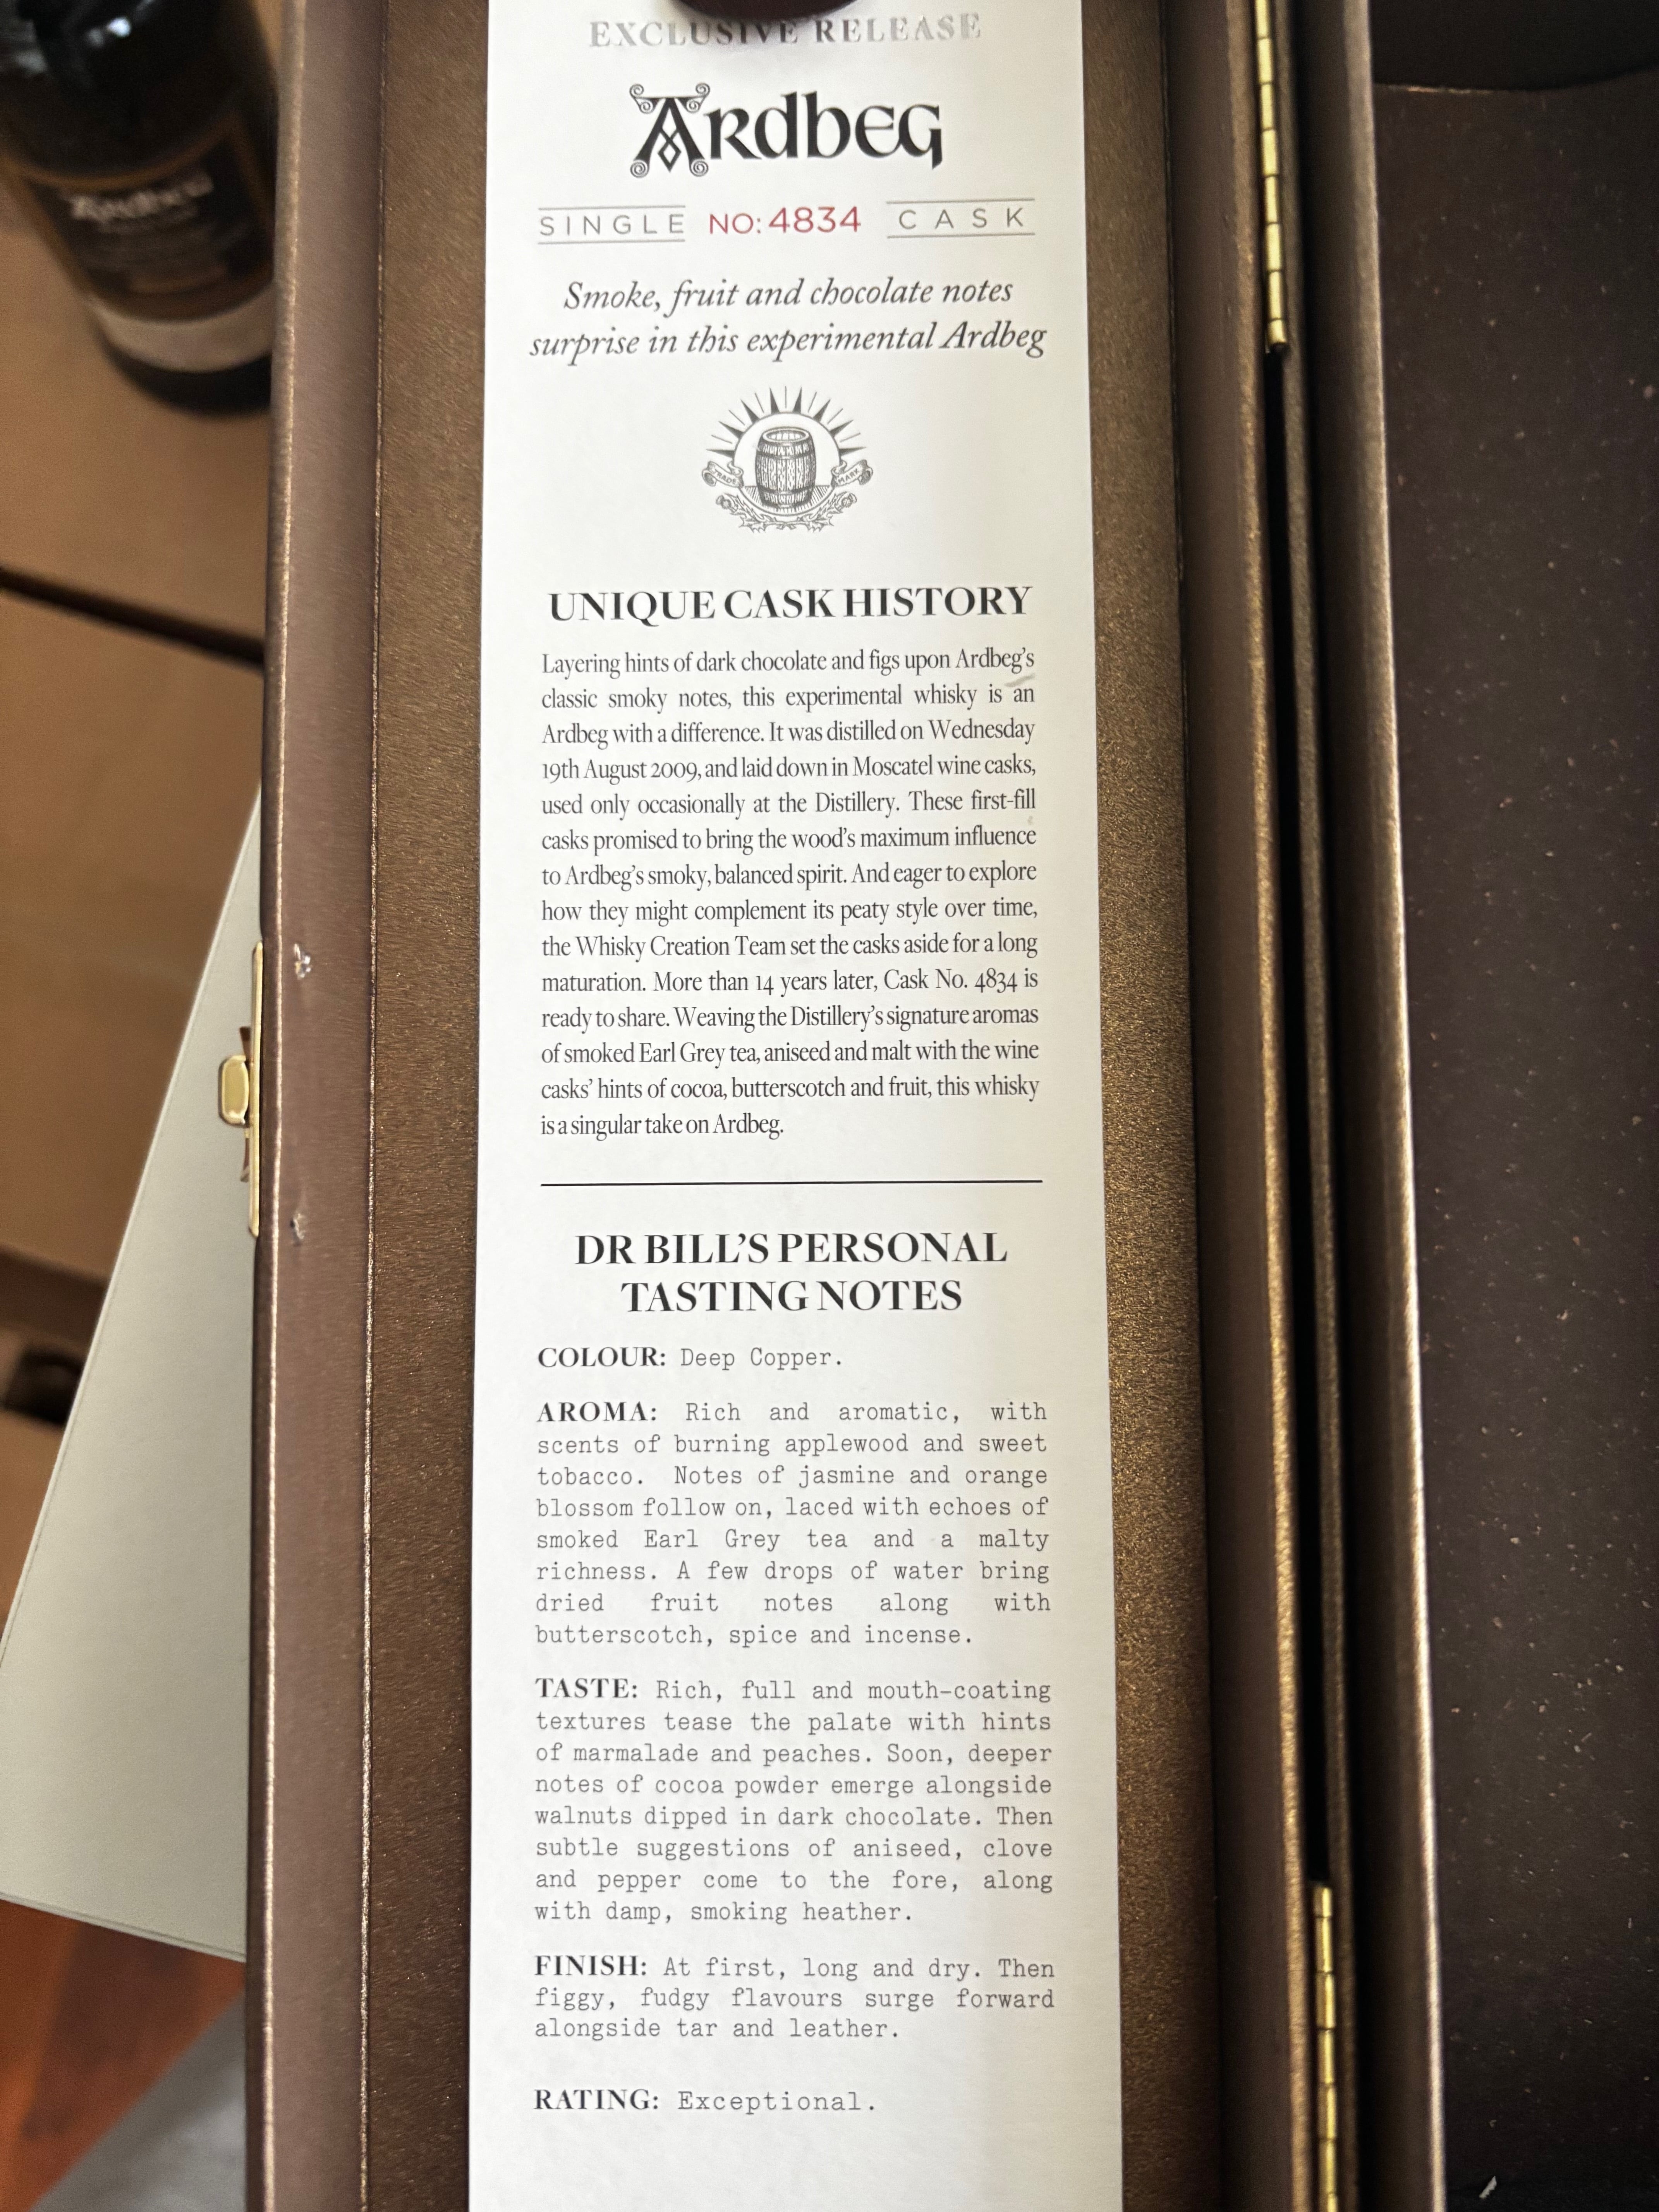 EXCLUSIVE RELEASE
Ardbeg
SINGLE NO: 4834 CASK
Smoke, fruit and chocolate notes
surprise in this experimental Ardbeg
TRADE MARK
UNIQUE CASK HISTORY
Layering hints of dark chocolate and figs upon Ardbeg's
classic smoky notes, this experimental whisky is an
Ardbeg with a difference. It was distilled on Wednesday
19th August 2009, and laid down in Moscatel wine casks,
used only occasionally at the Distillery. These first-fill
casks promised to bring the wood's maximum influence
to Ardbeg's smoky, balanced spirit. And eager to explore
how they might complement its peaty style over time,
the Whisky Creation Team set the casks aside for a long
maturation. More than 14 years later, Cask No. 4834 is
ready to share. Weaving the Distillery's signature aromas
of smoked Earl Grey tea, aniseed and malt with the wine
casks' hints of cocoa, butterscotch and fruit, this whisky
is a singular take on Ardbeg.
DR BILL'S PERSONAL
TASTING NOTES
COLOUR: Deep Copper.
AROMA: Rich and aromatic, with
scents of burning applewood and sweet
tobacco. Notes of jasmine and orange
blossom follow on, laced with echoes of
smoked Earl Grey tea and a malty
richness. A few drops of water bring
dried fruit notes along with
butterscotch, spice and incense.
TASTE: Rich, full and mouth-coating
textures tease the palate with hints
of marmalade and peaches. Soon, deeper
notes of cocoa powder emerge alongside
walnuts dipped in dark chocolate. Then
subtle suggestions of aniseed, clove
and pepper come to the fore, along
with damp, smoking heather.
FINISH: At first, long and dry. Then
figgy, fudgy flavours surge forward
alongside tar and leather.
RATING: Exceptional.
Ardbeg